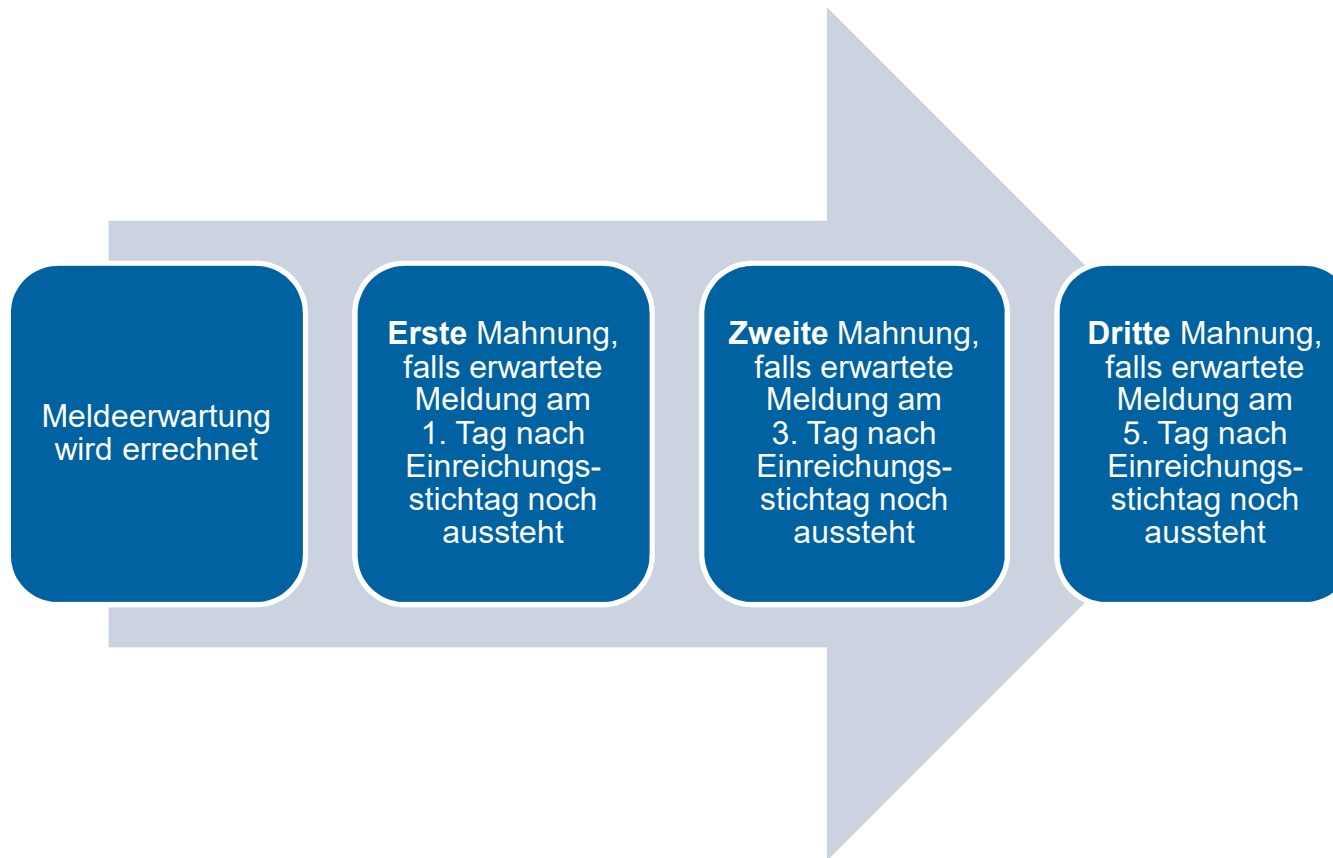 Meldeerwartung
wird errechnet
Erste Mahnung,
falls erwartete
Meldung am
1. Tag nach
Einreichungs-
stichtag noch
aussteht
Zweite Mahnung,
falls erwartete
Meldung am
3. Tag nach
Einreichungs-
stichtag noch
aussteht
Dritte Mahnung,
falls erwartete
Meldung am
5. Tag nach
Einreichungs-
stichtag noch
aussteht